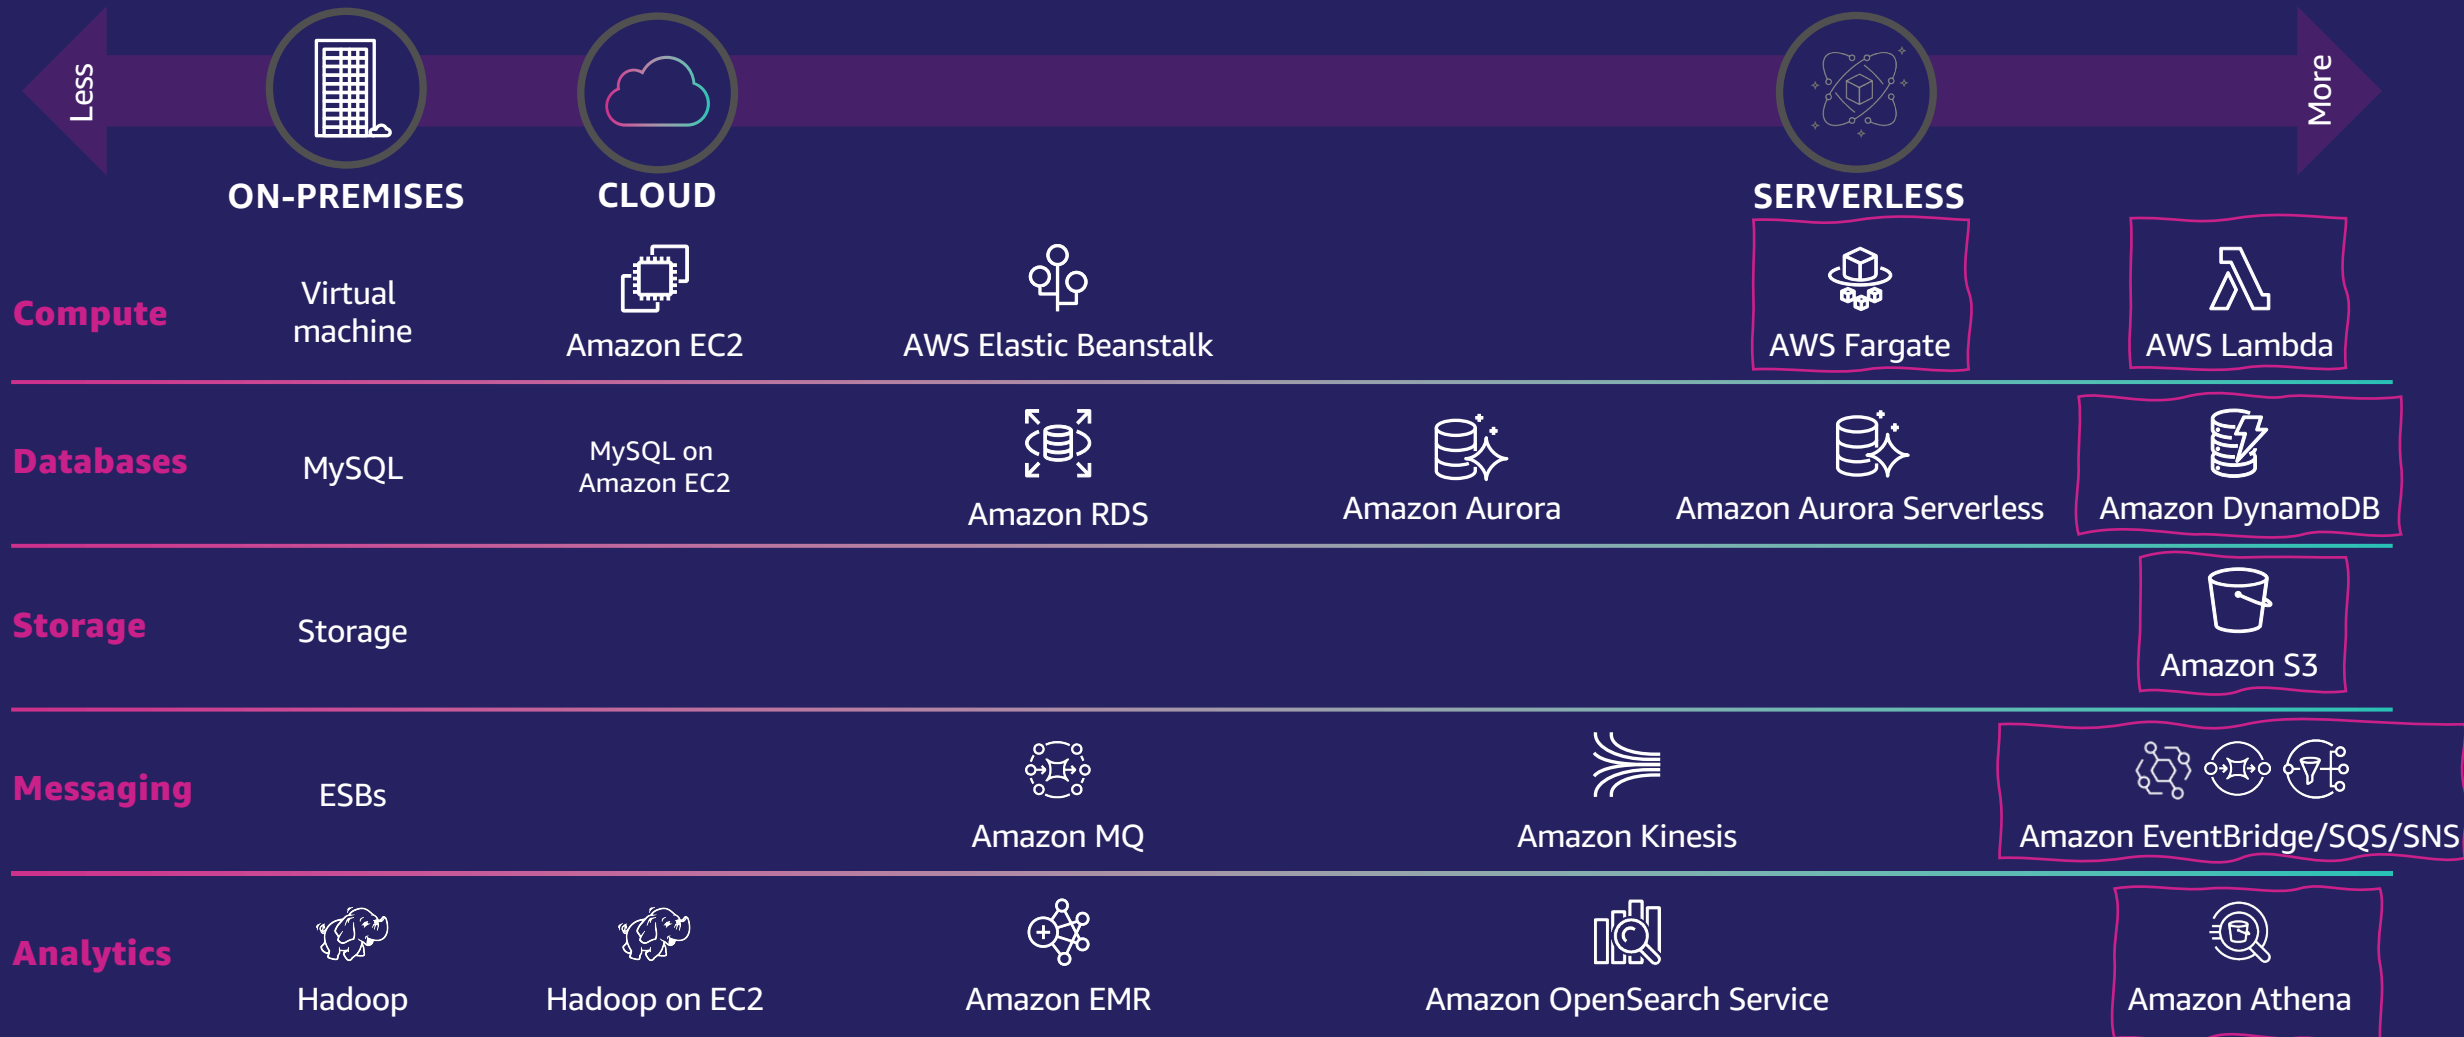 Less
More
ON-PREMISES
CLOUD
SERVERLESS
Compute
Virtual
machine
Amazon EC2
AWS Elastic Beanstalk
AWS Fargate
AWS Lambda
Databases
MySQL
MySQL on
Amazon EC2
Amazon RDS
Amazon Aurora
Amazon Aurora Serverless
Amazon DynamoDB
Storage
Storage
Amazon S3
Messaging
ESBs
Amazon MQ
Amazon Kinesis
Amazon EventBridge/SQS/SNS
Analytics
Hadoop
Hadoop on EC2
Amazon EMR
Amazon OpenSearch Service
Amazon Athena